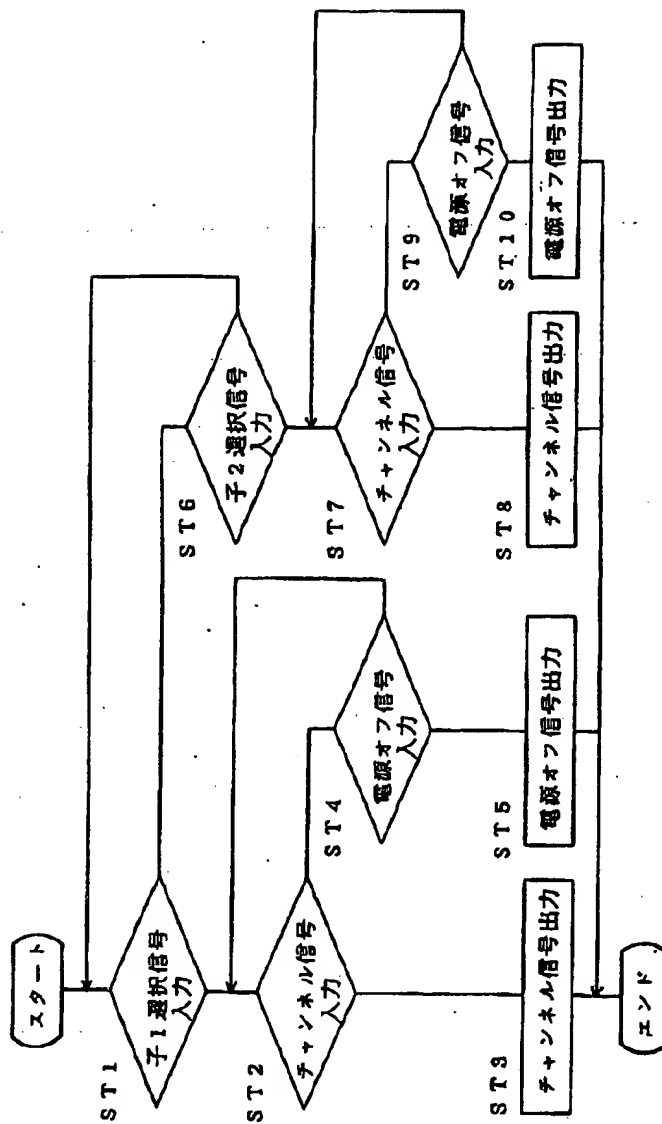 スタート
ST1
子1選択信号
入力
ST2
チャンネル信号
入力
ST3
チャンネル信号出力
ST4
電源オフ信号
入力
ST5
電源オフ信号出力
ST6
子2選択信号
入力
ST7
チャンネル信号
入力
ST8
チャンネル信号出力
ST9
電源オフ信号
入力
ST10
電源オフ信号出力
エンド